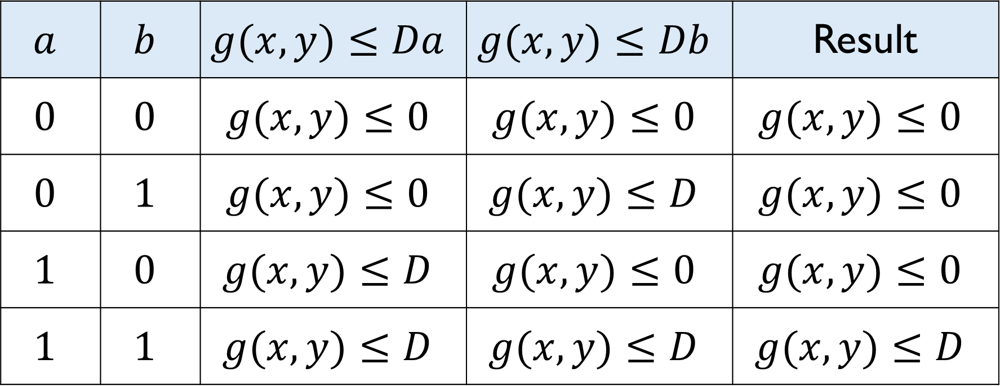 a b g(x, y) ≤ Da g(x, y) ≤ Db Result
0 0 g(x, y) ≤ 0 g(x, y) ≤ 0 g(x, y) ≤ 0
0 1 g(x, y) ≤ 0 g(x, y) ≤ D g(x, y) ≤ 0
1 0 g(x, y) ≤ D g(x, y) ≤ 0 g(x, y) ≤ 0
1 1 g(x, y) ≤ D g(x, y) ≤ D g(x, y) ≤ D